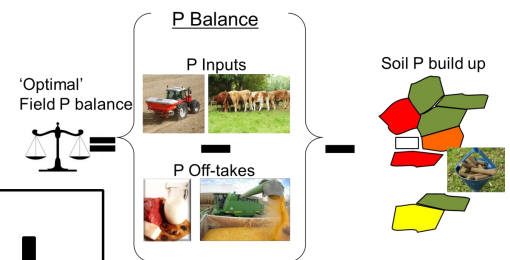 P Balance
P Inputs
Soil P build up
'Optimal'
Field P balance
P Off-takes